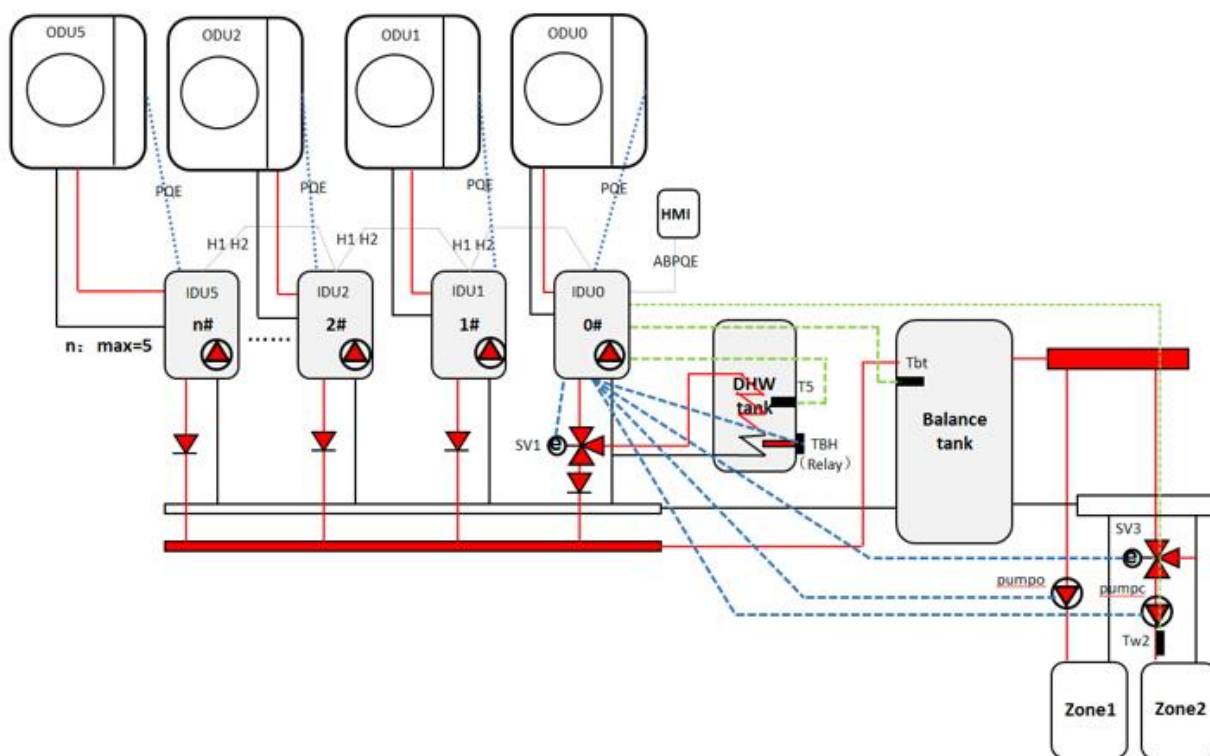 ODU5
ODU2
ODU1
ODU0
PQE
PQE
PQE
PQE
HMI
H1 H2
H1 H2
H1 H2
ABPQE
IDU5
IDU2
IDU1
IDU0
n#
2#
1#
0#
n： max=5
……
Tbt
DHW
tank
T5
Balance
tank
SV1
e
TBH
（Relay）
SV3
e
pumpo
pumpc
Tw2
Zone1
Zone2